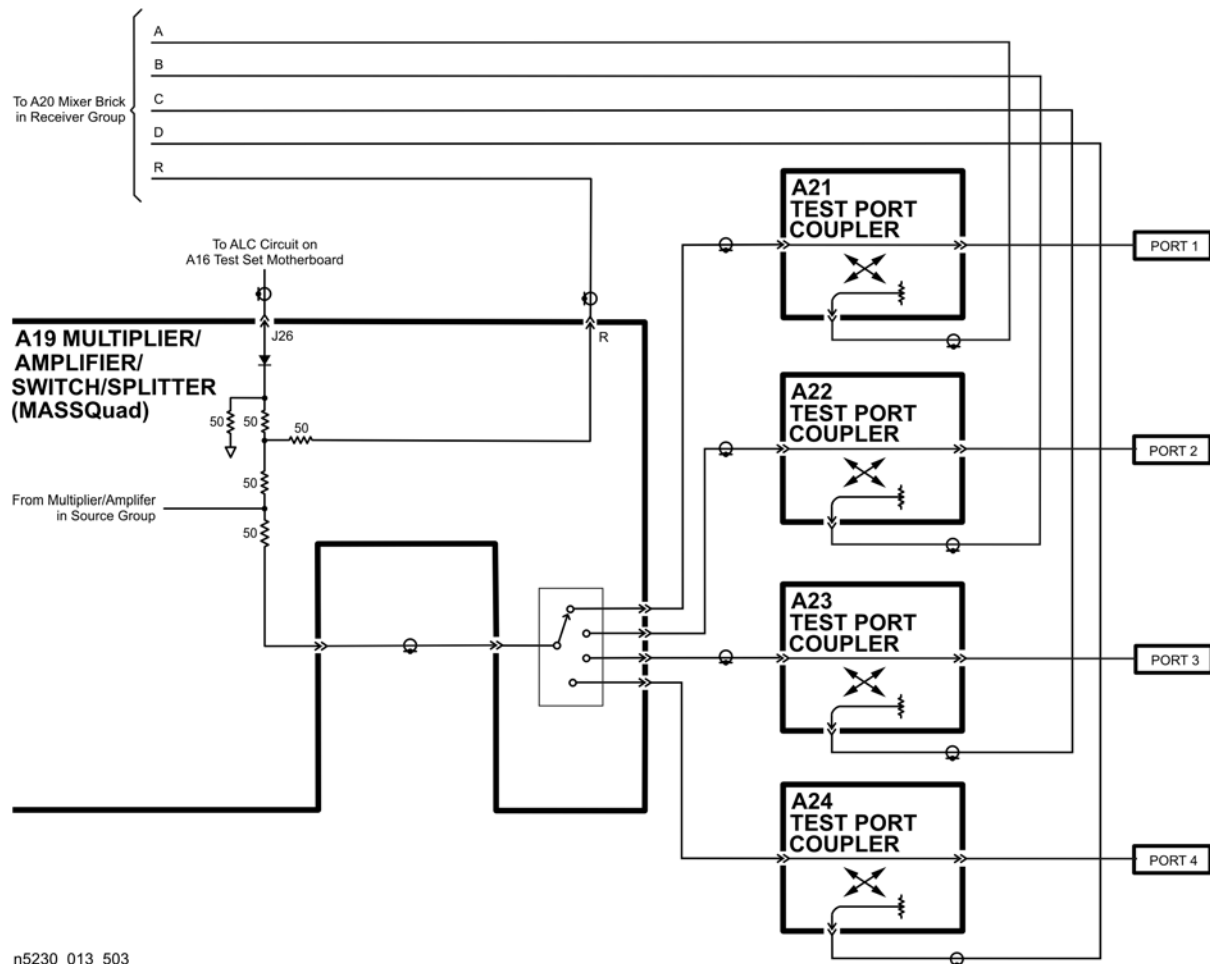 A
B
To A20 Mixer Brick
in Receiver Group
C
D
R
To ALC Circuit on
A16 Test Set Motherboard
A19 MULTIPLIER/
AMPLIFIER/
SWITCH/SPLITTER
(MASSQuad)
J26
R
50
50
50
50
From Multiplier/Amplifer
in Source Group
50
A21
TEST PORT
COUPLER
PORT 1
A22
TEST PORT
COUPLER
PORT 2
A23
TEST PORT
COUPLER
PORT 3
A24
TEST PORT
COUPLER
PORT 4
n5230_013_503